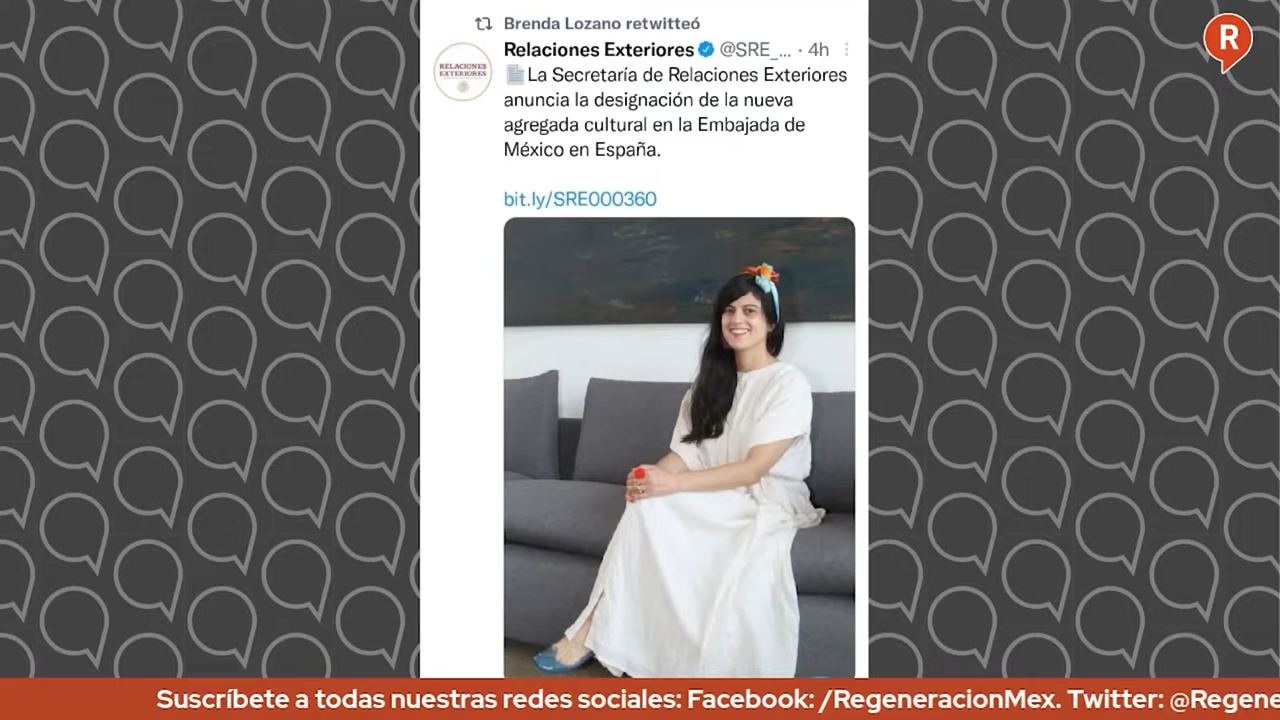 Brenda Lozano retwitteó
Relaciones Exteriores @SRE_... · 4h
RELACIONES
EXTERIORES
La Secretaría de Relaciones Exteriores
anuncia la designación de la nueva
agregada cultural en la Embajada de
México en España.
bit.ly/SRE000360
R
Suscríbete a todas nuestras redes sociales: Facebook: /RegeneracionMex. Twitter: @Regene